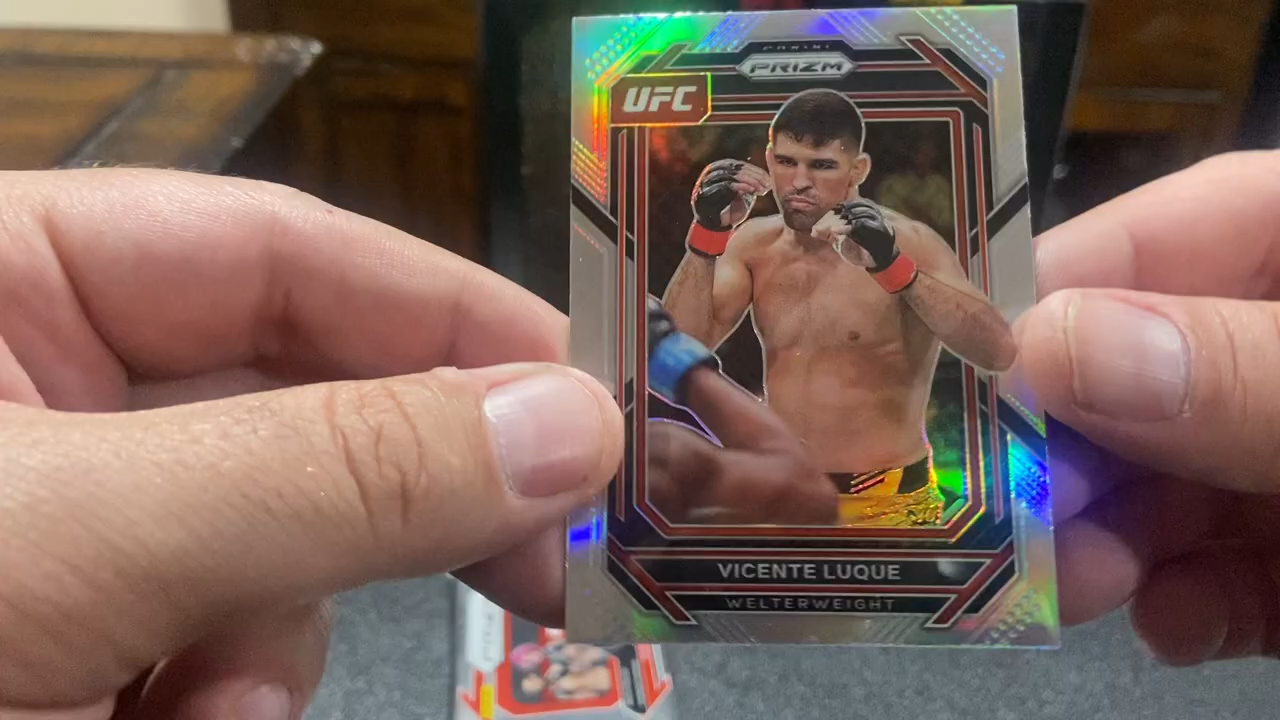 PANINI
PRIZM
UFC
VICENTE LUQUE
WELTERWEIGHT